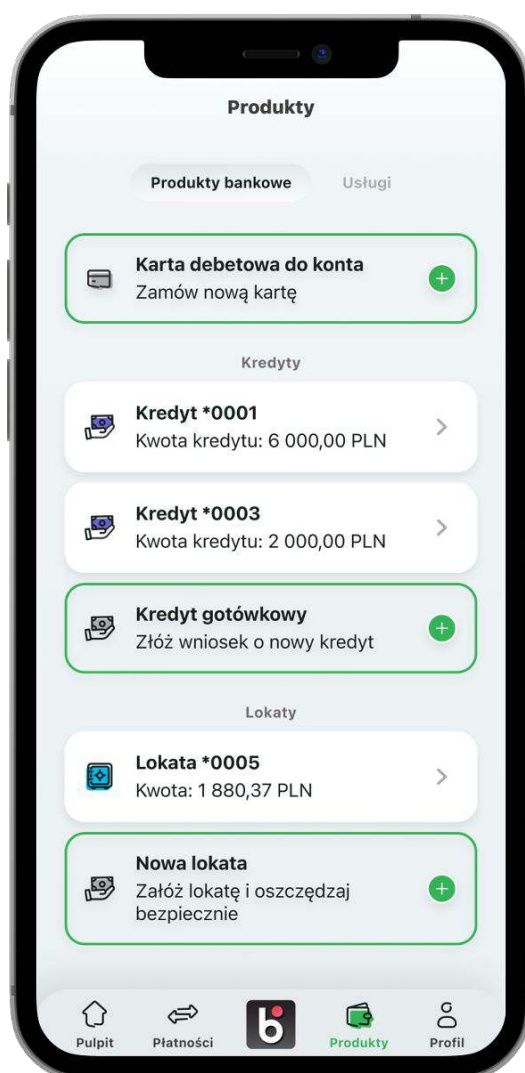 Produkty
Produkty bankowe
Usługi
Karta debetowa do konta
Zamów nową kartę
Kredyty
Kredyt *0001
Kwota kredytu: 6 000,00 PLN
Kredyt *0003
Kwota kredytu: 2 000,00 PLN
Kredyt gotówkowy
Złóż wniosek o nowy kredyt
Lokaty
Lokata *0005
Kwota: 1 880,37 PLN
Nowa lokata
Załóż lokatę i oszczędzaj
bezpiecznie
b
Pulpit
Płatności
Produkty
Profil